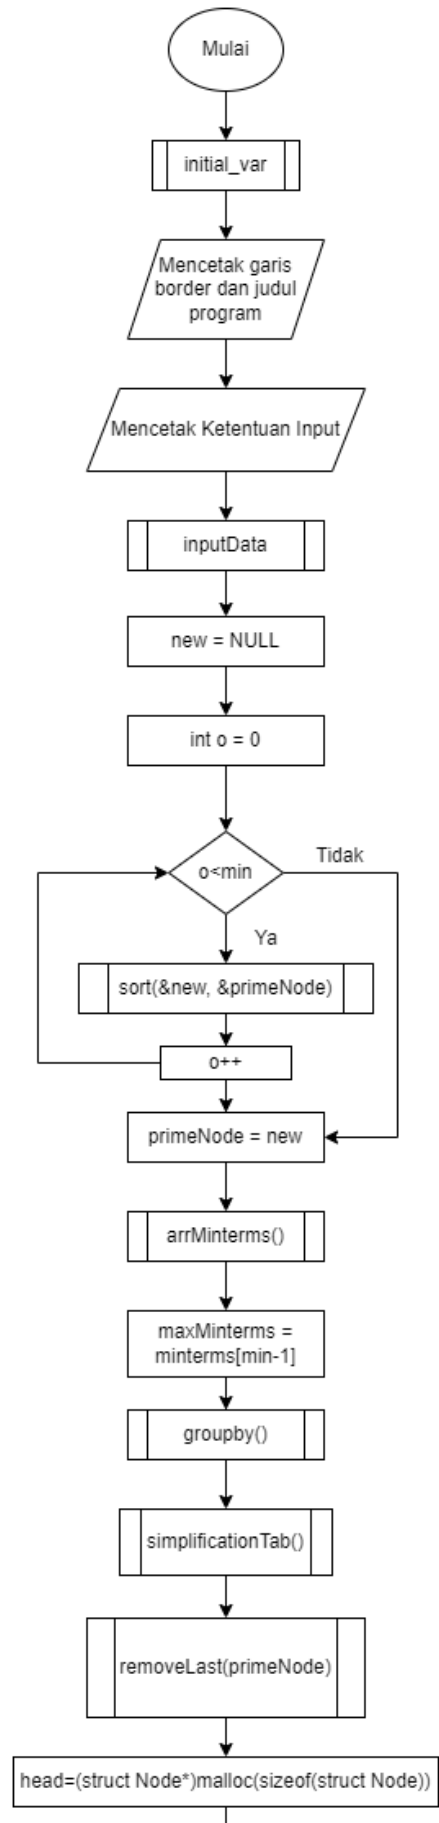 Mulai
initial_var
Mencetak garis
border dan judul
program
Mencetak Ketentuan Input
inputData
new = NULL
int o = 0
o<min
Tidak
Ya
sort(&new, &primeNode)
o++
primeNode = new
arrMinterms()
maxMinterms =
minterms[min-1]
groupby()
simplificationTab()
removeLast(primeNode)
head=(struct Node*)malloc(sizeof(struct Node))